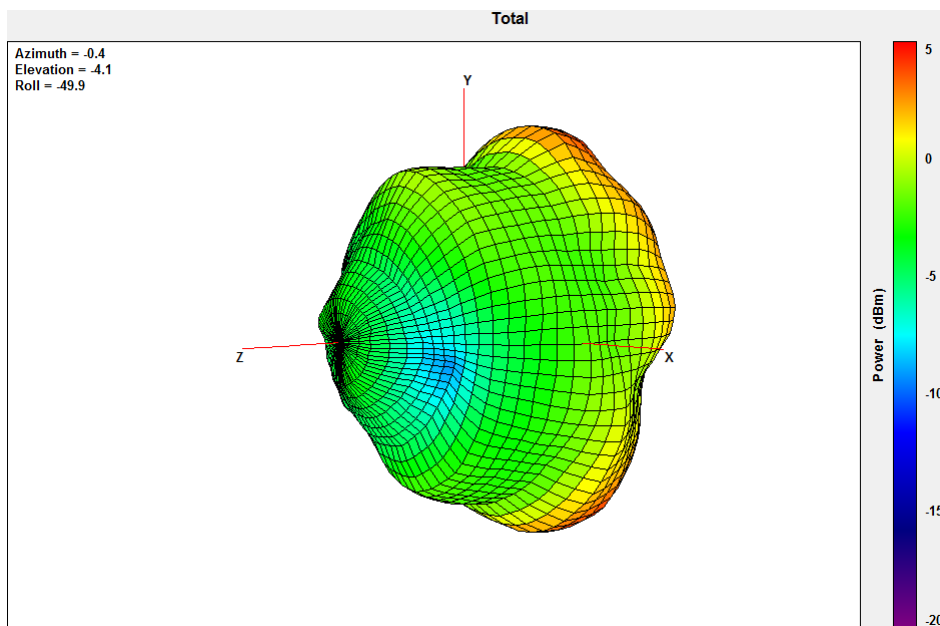 Total
Azimuth = -0.4
Elevation = -4.1
Roll = -49.9
Y
Z
X
5
0
-5
-10
-15
-20
Power (dBm)